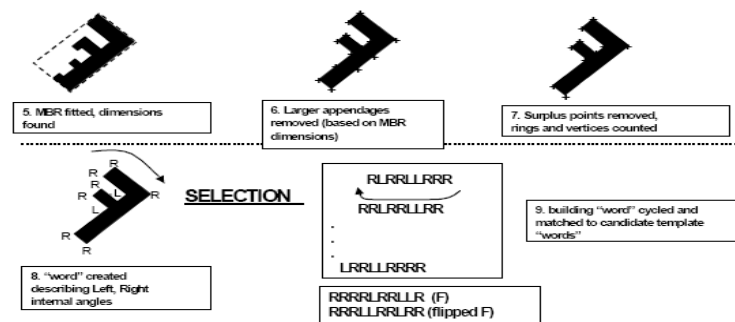 5. MBR fitted, dimensions
found
6. Larger appendages
removed (based on MBR
dimensions)
7. Surplus points removed,
rings and vertices counted
R
R
R
R
L
R
L
R
R
8. "word" created
describing Left, Right
internal angles
SELECTION
RLRRLLRRR
RRLRRLLRR
.
.
.
LRRLLRRRR
RRRRLRRLLR (F)
RRRLLRRLRR (flipped F)
9. building "word" cycled and
matched to candidate template
"words"